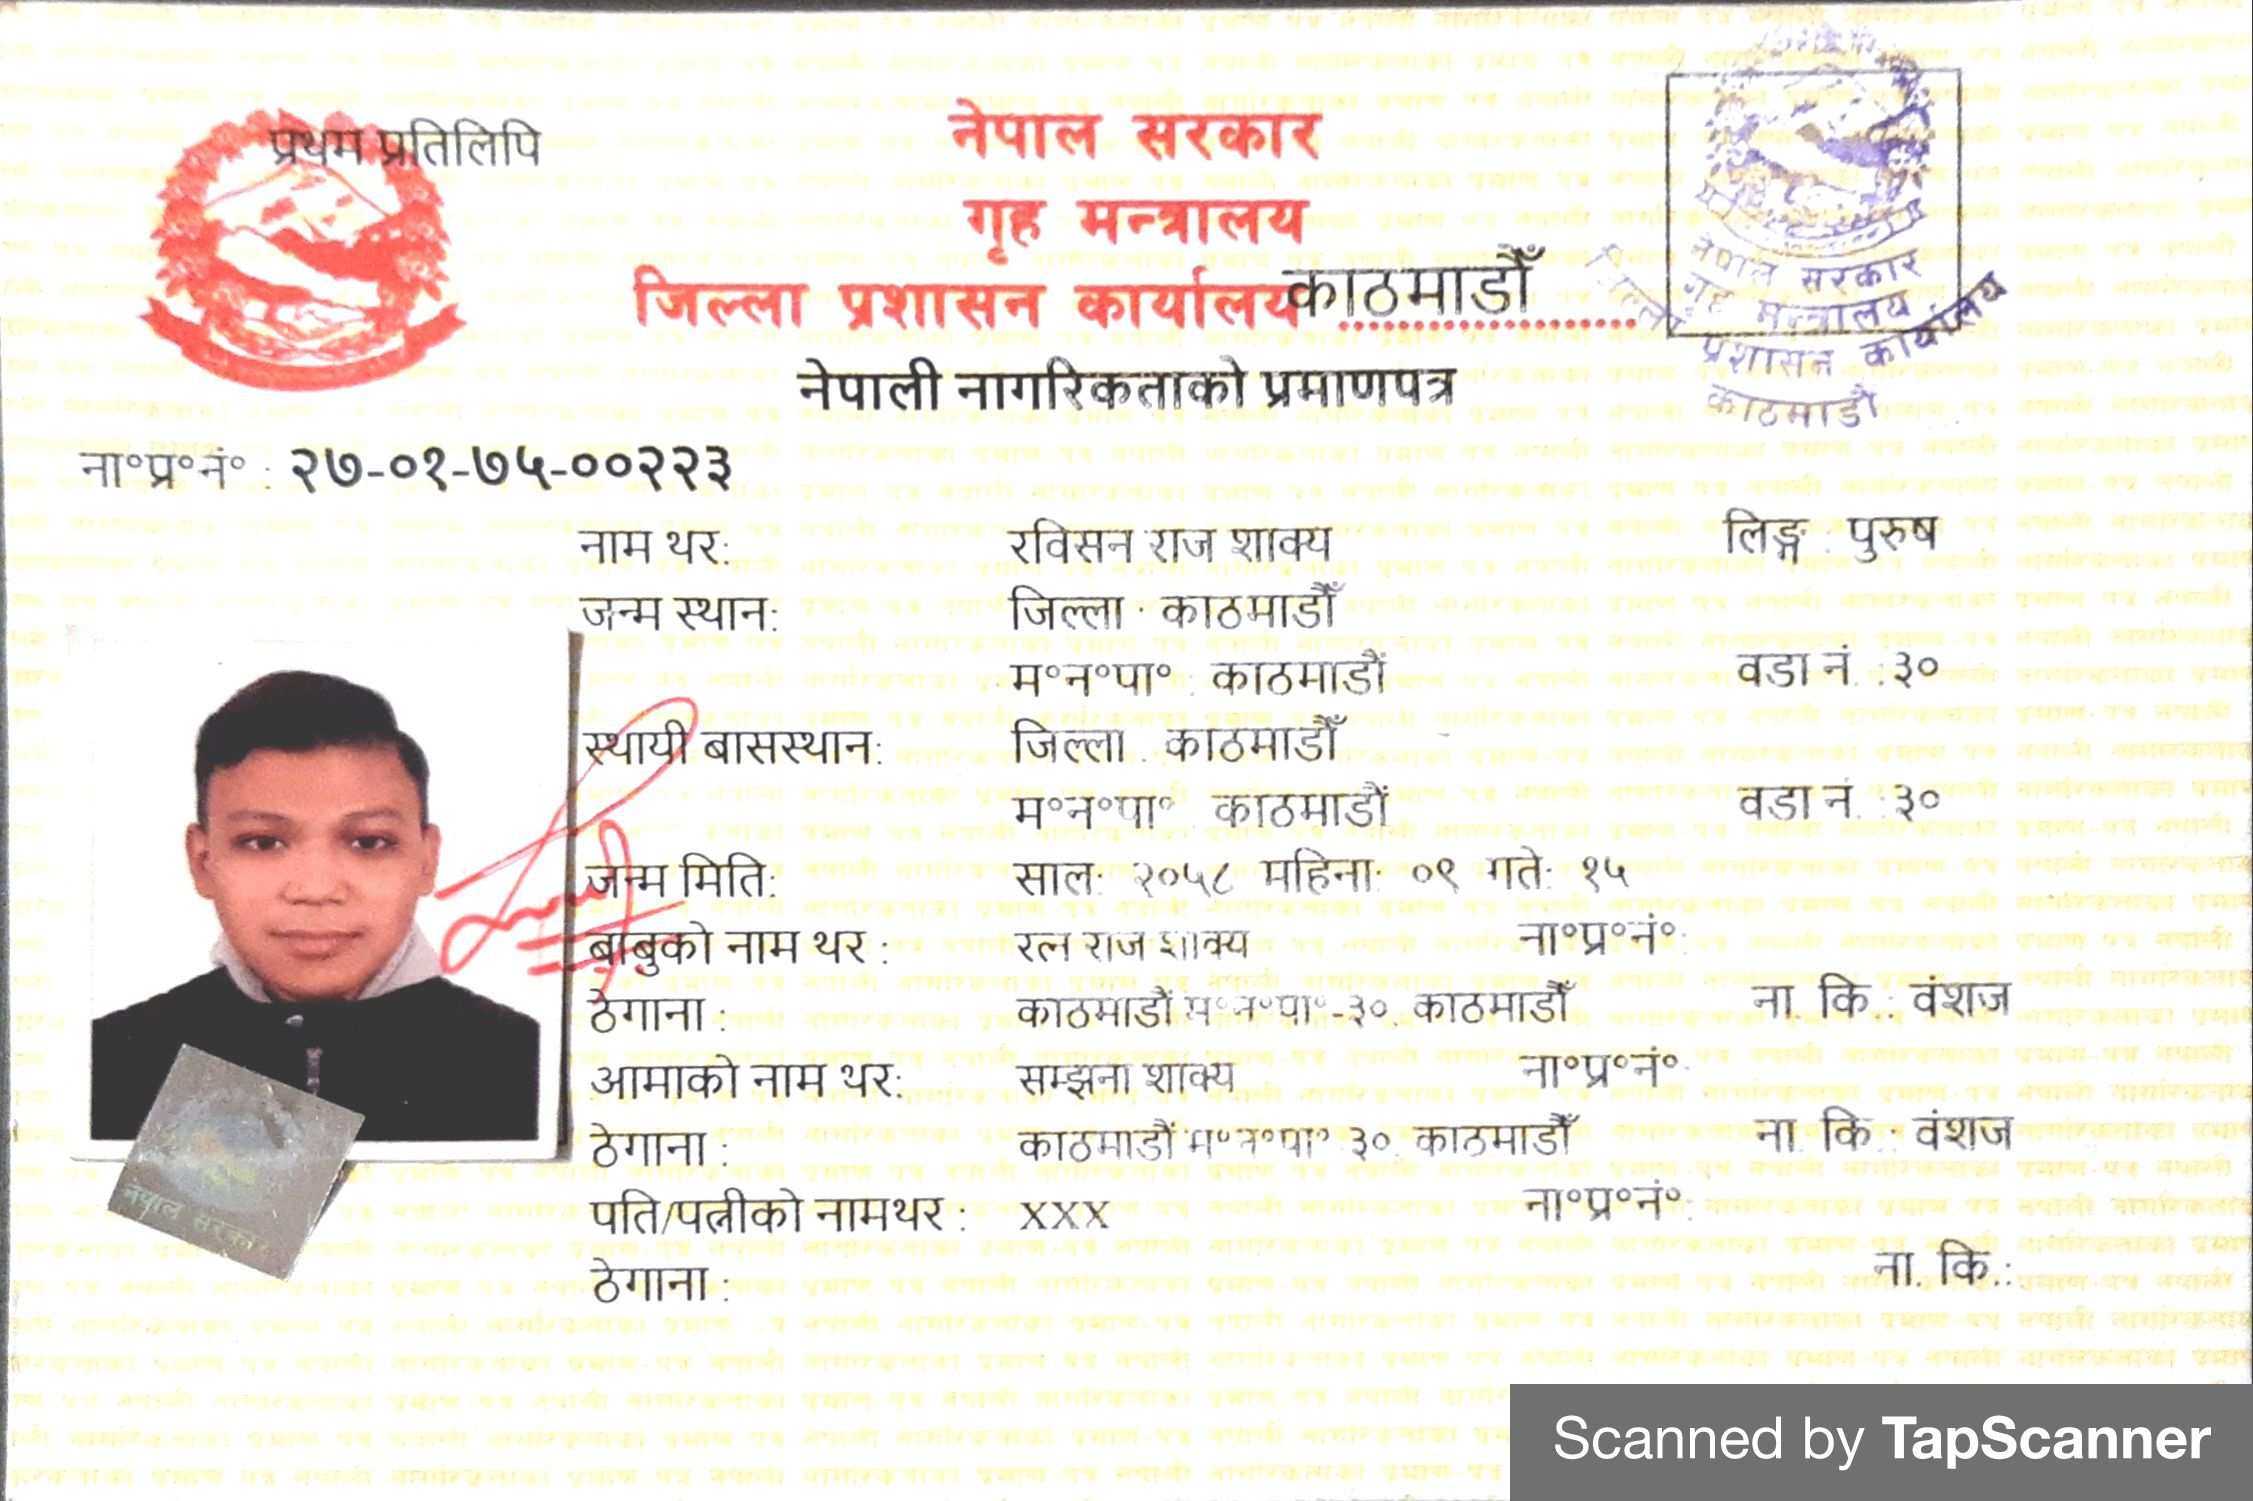 प्रथम प्रतिलिपि
नेपाल सरकार
गृह मन्त्रालय
जिल्ला प्रशासन कार्यालय काठमाडौँ
नेपाल सरकार
गृह मन्त्रालय
जिल्ला प्रशासन कार्यालय
काठमाडौं
नेपाली नागरिकताको प्रमाणपत्र
ना॰प्र॰नं॰ : २७-०१-७५-००२२३
नाम थर: रविसन राज शाक्य लिङ्ग : पुरुष
जन्म स्थान: जिल्ला : काठमाडौँ
म॰न॰पा॰ : काठमाडौं वडा नं. : ३०
स्थायी बासस्थान: जिल्ला : काठमाडौँ
म॰न॰पा॰ काठमाडौं वडा नं. : ३०
जन्म मिति: साल: २०५८ महिना: ०९ गते: १५
बाबुको नाम थर : रत्न राज शाक्य ना॰प्र॰नं॰:
ठेगाना : काठमाडौं म॰न॰पा॰-३०, काठमाडौँ ना. कि.: वंशज
आमाको नाम थर: सम्झना शाक्य ना॰प्र॰नं॰:
ठेगाना : काठमाडौं म॰न॰पा॰ ३०, काठमाडौँ ना. कि.: वंशज
पति/पत्नीको नामथर : XXX ना॰प्र॰नं॰:
ठेगाना : ना. कि.:
नेपाल सरकार
Scanned by TapScanner